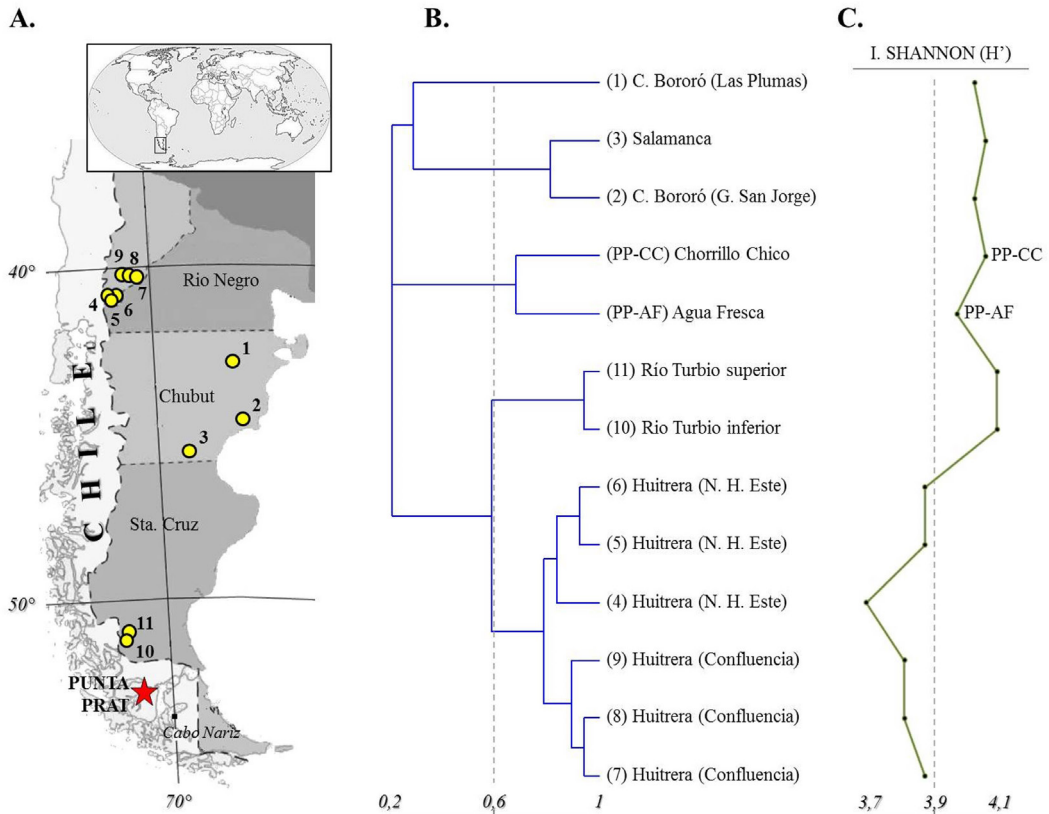 A.
B.
C.
I. SHANNON (H’)
(1) C. Bororó (Las Plumas)
(3) Salamanca
(2) C. Bororó (G. San Jorge)
(PP-CC) Chorrillo Chico
(PP-AF) Agua Fresca
(11) Río Turbio superior
(10) Río Turbio inferior
(6) Huitrera (N. H. Este)
(5) Huitrera (N. H. Este)
(4) Huitrera (N. H. Este)
(9) Huitrera (Confluencia)
(8) Huitrera (Confluencia)
(7) Huitrera (Confluencia)
PP-CC
PP-AF
40°
50°
70°
9
8
7
4
6
5
Rio Negro
1
Chubut
2
3
CHILE
Sta. Cruz
11
10
PUNTA
PRAT
Cabo Nariz
0,2
0,6
1
3,7
3,9
4,1